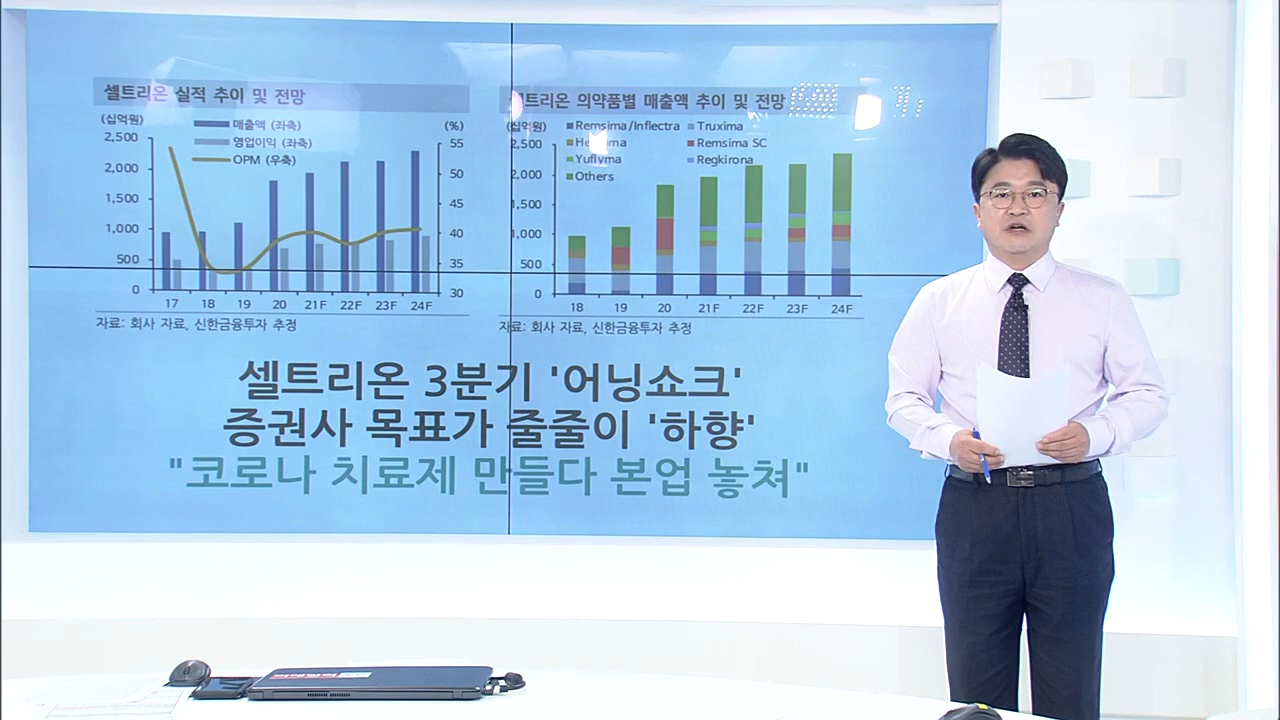 셀트리온 실적 추이 및 전망
(십억원)
매출액 (좌축)
영업이익 (좌축)
OPM (우축)
(%)
2,500
2,000
1,500
1,000
500
0
55
50
45
40
35
30
17 18 19 20 21F 22F 23F 24F
자료: 회사 자료, 신한금융투자 추정
셀트리온 의약품별 매출액 추이 및 전망
(십억원)
Remsima/Inflectra Truxima
Herzuma Remsima SC
Yuflyma Regkirona
Others
2,500
2,000
1,500
1,000
500
0
18 19 20 21F 22F 23F 24F
자료: 회사 자료, 신한금융투자 추정
셀트리온 3분기 '어닝쇼크'
증권사 목표가 줄줄이 '하향'
"코로나 치료제 만들다 본업 놓쳐"